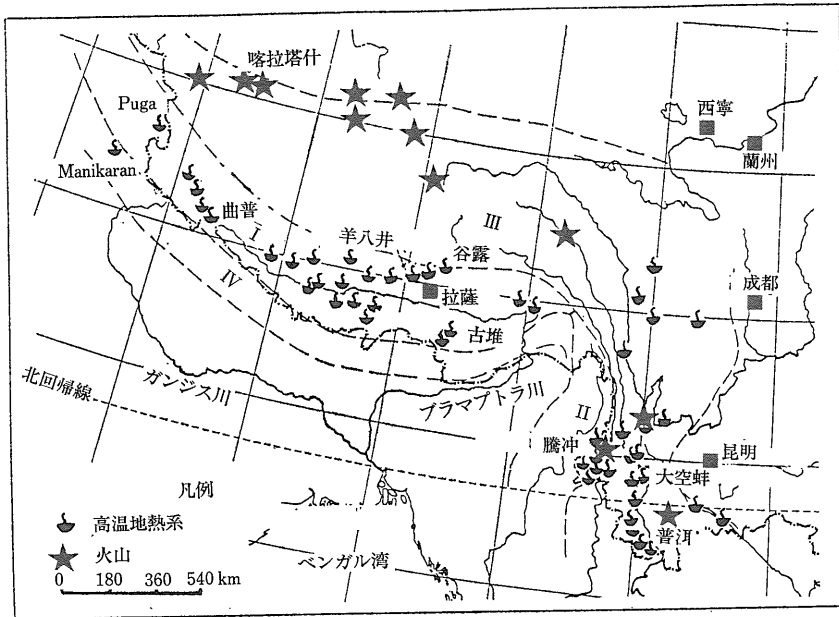 喀拉塔什
Puga
西寧
蘭州
Manikaran
曲普
羊八井
谷露
III
I
拉薩
成都
IV
古堆
北回帰線
ガンジス川
ブラマプトラ川
II
騰冲
昆明
大空蚌
凡例
高温地熱系
普洱
火山
ベンガル湾
0 180 360 540 km